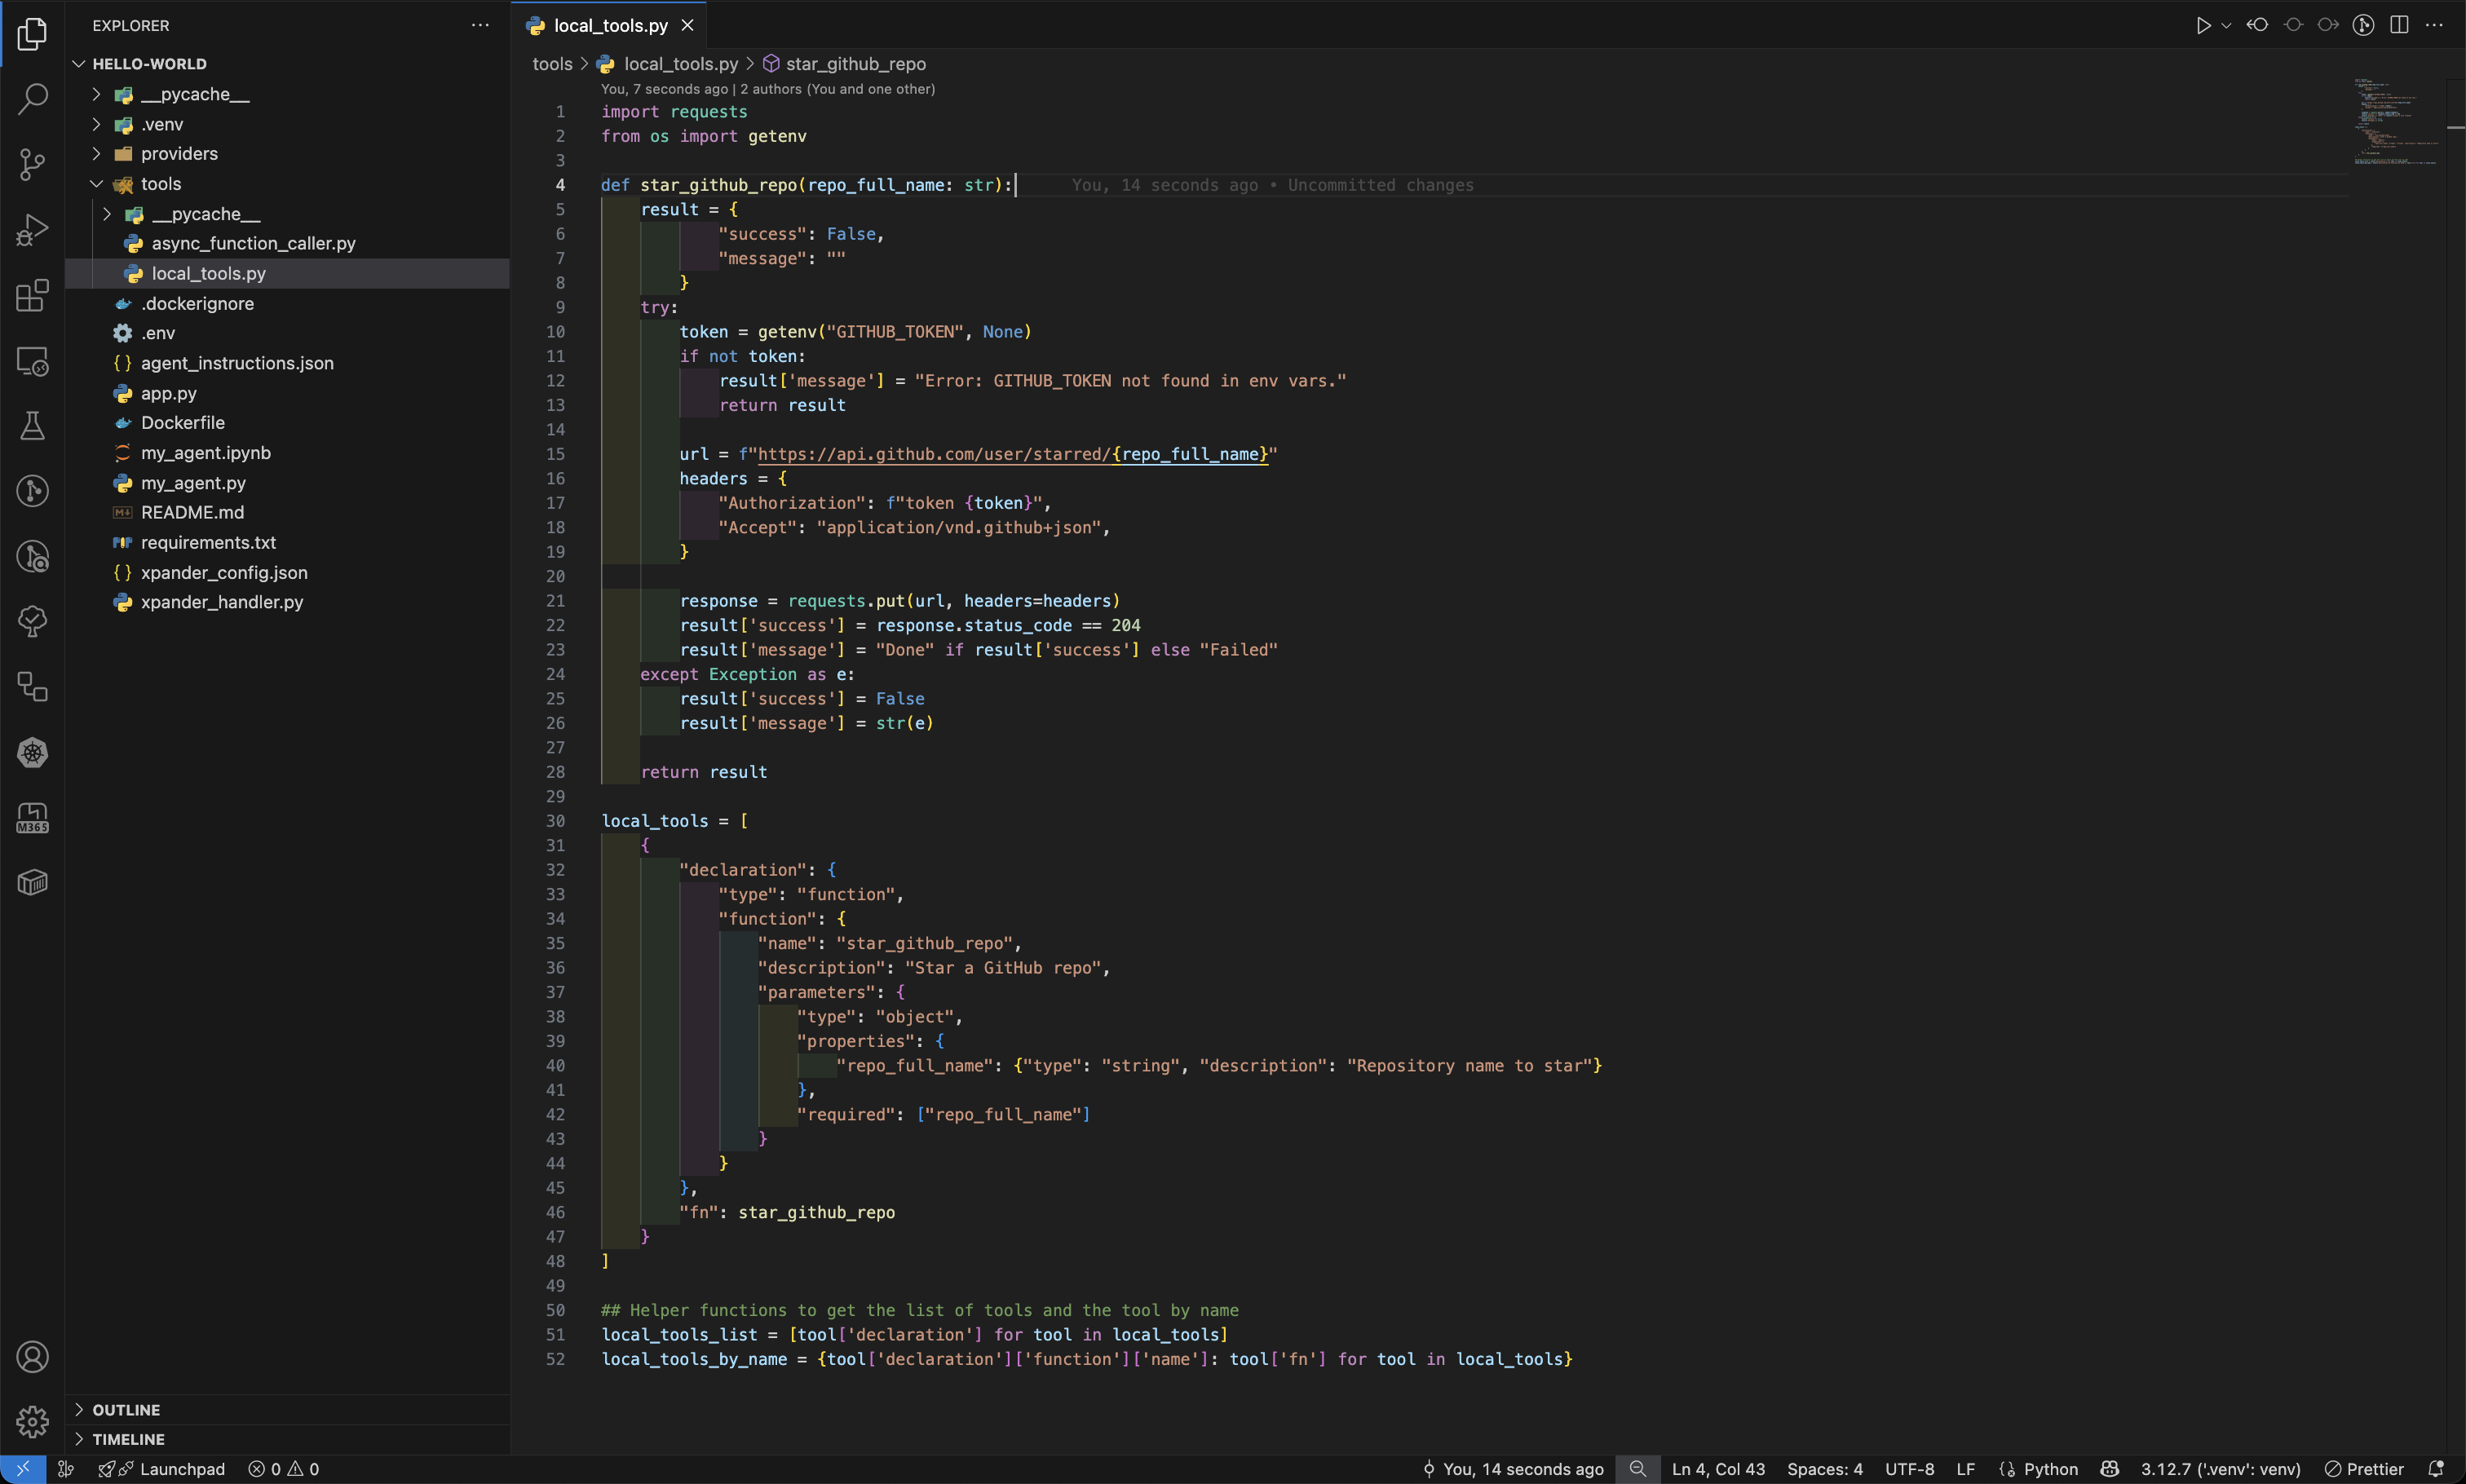 EXPLORER
HELLO-WORLD
__pycache__
.venv
providers
tools
__pycache__
async_function_caller.py
local_tools.py
.dockerignore
.env
agent_instructions.json
app.py
Dockerfile
my_agent.ipynb
my_agent.py
README.md
requirements.txt
xpander_config.json
xpander_handler.py
M365
OUTLINE
TIMELINE
local_tools.py
tools > local_tools.py > star_github_repo
You, 7 seconds ago | 2 authors (You and one other)
1 import requests
2 from os import getenv
3
4 def star_github_repo(repo_full_name: str): You, 14 seconds ago • Uncommitted changes
5 result = {
6 "success": False,
7 "message": ""
8 }
9 try:
10 token = getenv("GITHUB_TOKEN", None)
11 if not token:
12 result['message'] = "Error: GITHUB_TOKEN not found in env vars."
13 return result
14
15 url = f"https://api.github.com/user/starred/{repo_full_name}"
16 headers = {
17 "Authorization": f"token {token}",
18 "Accept": "application/vnd.github+json",
19 }
20
21 response = requests.put(url, headers=headers)
22 result['success'] = response.status_code == 204
23 result['message'] = "Done" if result['success'] else "Failed"
24 except Exception as e:
25 result['success'] = False
26 result['message'] = str(e)
27
28 return result
29
30 local_tools = [
31 {
32 "declaration": {
33 "type": "function",
34 "function": {
35 "name": "star_github_repo",
36 "description": "Star a GitHub repo",
37 "parameters": {
38 "type": "object",
39 "properties": {
40 "repo_full_name": {"type": "string", "description": "Repository name to star"}
41 },
42 "required": ["repo_full_name"]
43 }
44 }
45 },
46 "fn": star_github_repo
47 }
48 ]
49
50 ## Helper functions to get the list of tools and the tool by name
51 local_tools_list = [tool['declaration'] for tool in local_tools]
52 local_tools_by_name = {tool['declaration']['function']['name']: tool['fn'] for tool in local_tools}
Launchpad 0 0 You, 14 seconds ago Ln 4, Col 43 Spaces: 4 UTF-8 LF Python 3.12.7 ('.venv': venv) Prettier